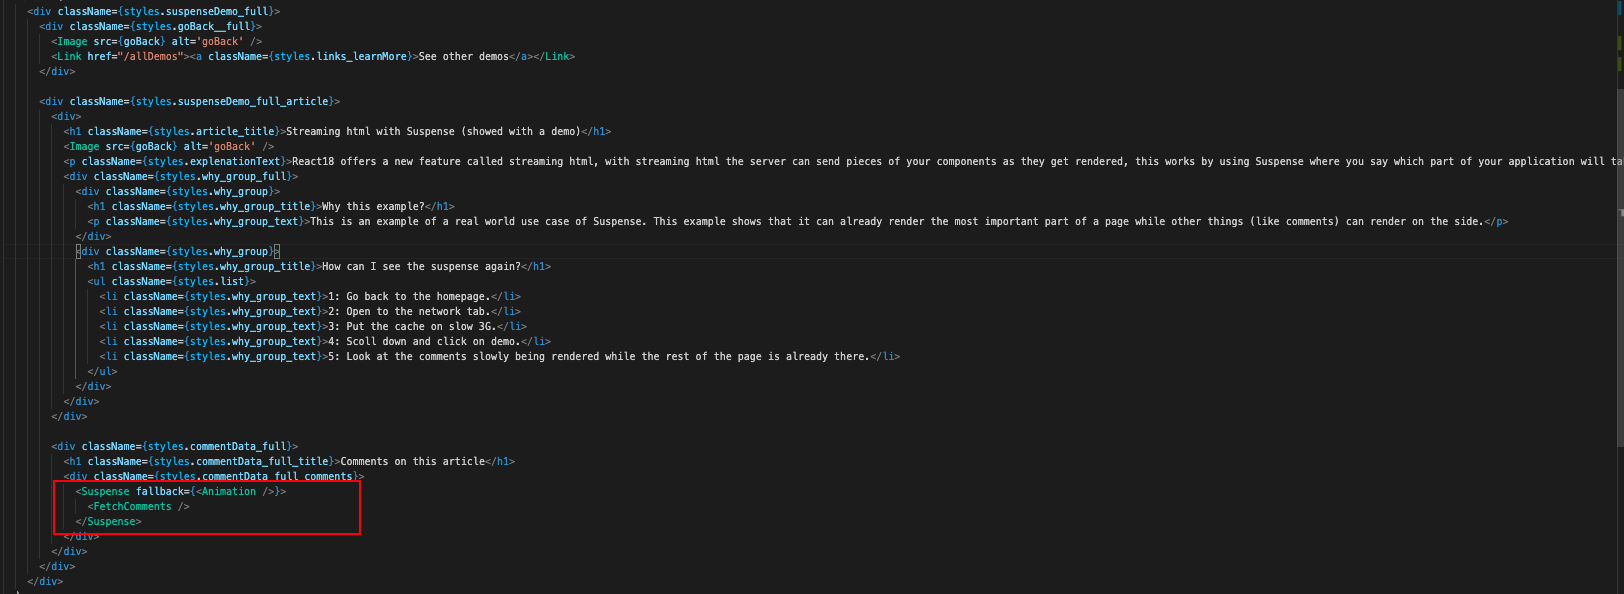 <div className={styles.suspenseDemo_full}>
<div className={styles.goBack__full}>
<Image src={goBack} alt='goBack' />
<Link href="/allDemos"><a className={styles.links_learnMore}>See other demos</a></Link>
</div>
<div className={styles.suspenseDemo_full_article}>
<div>
<h1 className={styles.article_title}>Streaming html with Suspense (showed with a demo)</h1>
<Image src={goBack} alt='goBack' />
<p className={styles.explenationText}>React18 offers a new feature called streaming html, with streaming html the server can send pieces of your components as they get rendered, this works by using Suspense where you say which part of your application will ta
<div className={styles.why_group_full}>
<div className={styles.why_group}>
<h1 className={styles.why_group_title}>Why this example?</h1>
<p className={styles.why_group_text}>This is an example of a real world use case of Suspense. This example shows that it can already render the most important part of a page while other things (like comments) can render on the side.</p>
</div>
<div className={styles.why_group}>
<h1 className={styles.why_group_title}>How can I see the suspense again?</h1>
<ul className={styles.list}>
<li className={styles.why_group_text}>1: Go back to the homepage.</li>
<li className={styles.why_group_text}>2: Open to the network tab.</li>
<li className={styles.why_group_text}>3: Put the cache on slow 3G.</li>
<li className={styles.why_group_text}>4: Scoll down and click on demo.</li>
<li className={styles.why_group_text}>5: Look at the comments slowly being rendered while the rest of the page is already there.</li>
</ul>
</div>
</div>
</div>
<div className={styles.commentData_full}>
<h1 className={styles.commentData_full_title}>Comments on this article</h1>
<div className={styles.commentData_full_comments}>
<Suspense fallback={<Animation />}>
<FetchComments />
</Suspense>
</div>
</div>
</div>
</div>